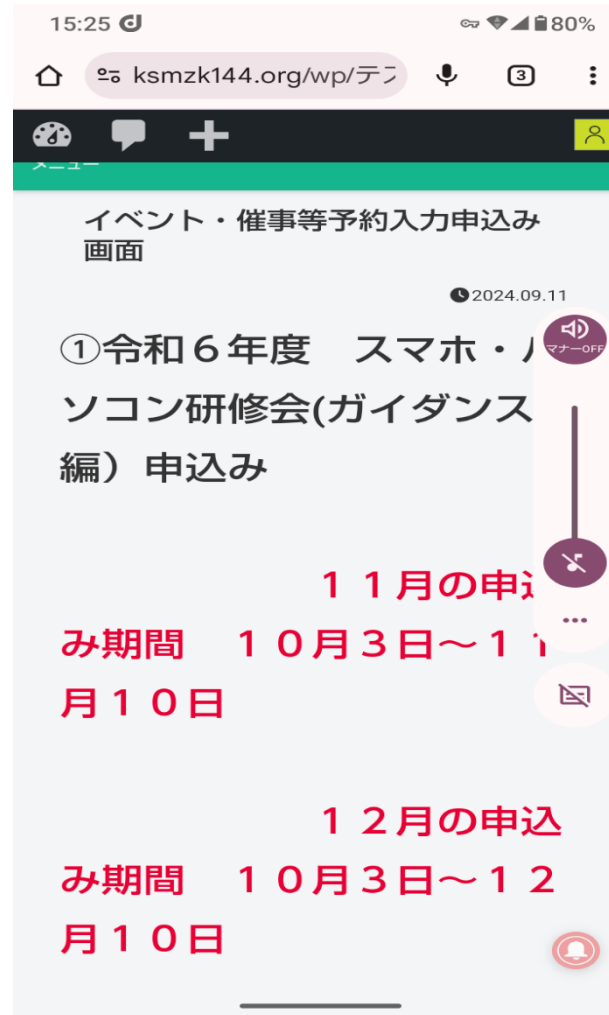 15:25
80%
ksmzk144.org/wp/テス
3
メニュー
イベント・催事等予約入力申込み
画面
2024.09.11
①令和６年度　スマホ・パ
マナーOFF
ソコン研修会(ガイダンス
編）申込み
１１月の申込
み期間　１０月３日～１１
月１０日
１２月の申込
み期間　１０月３日～１２
月１０日